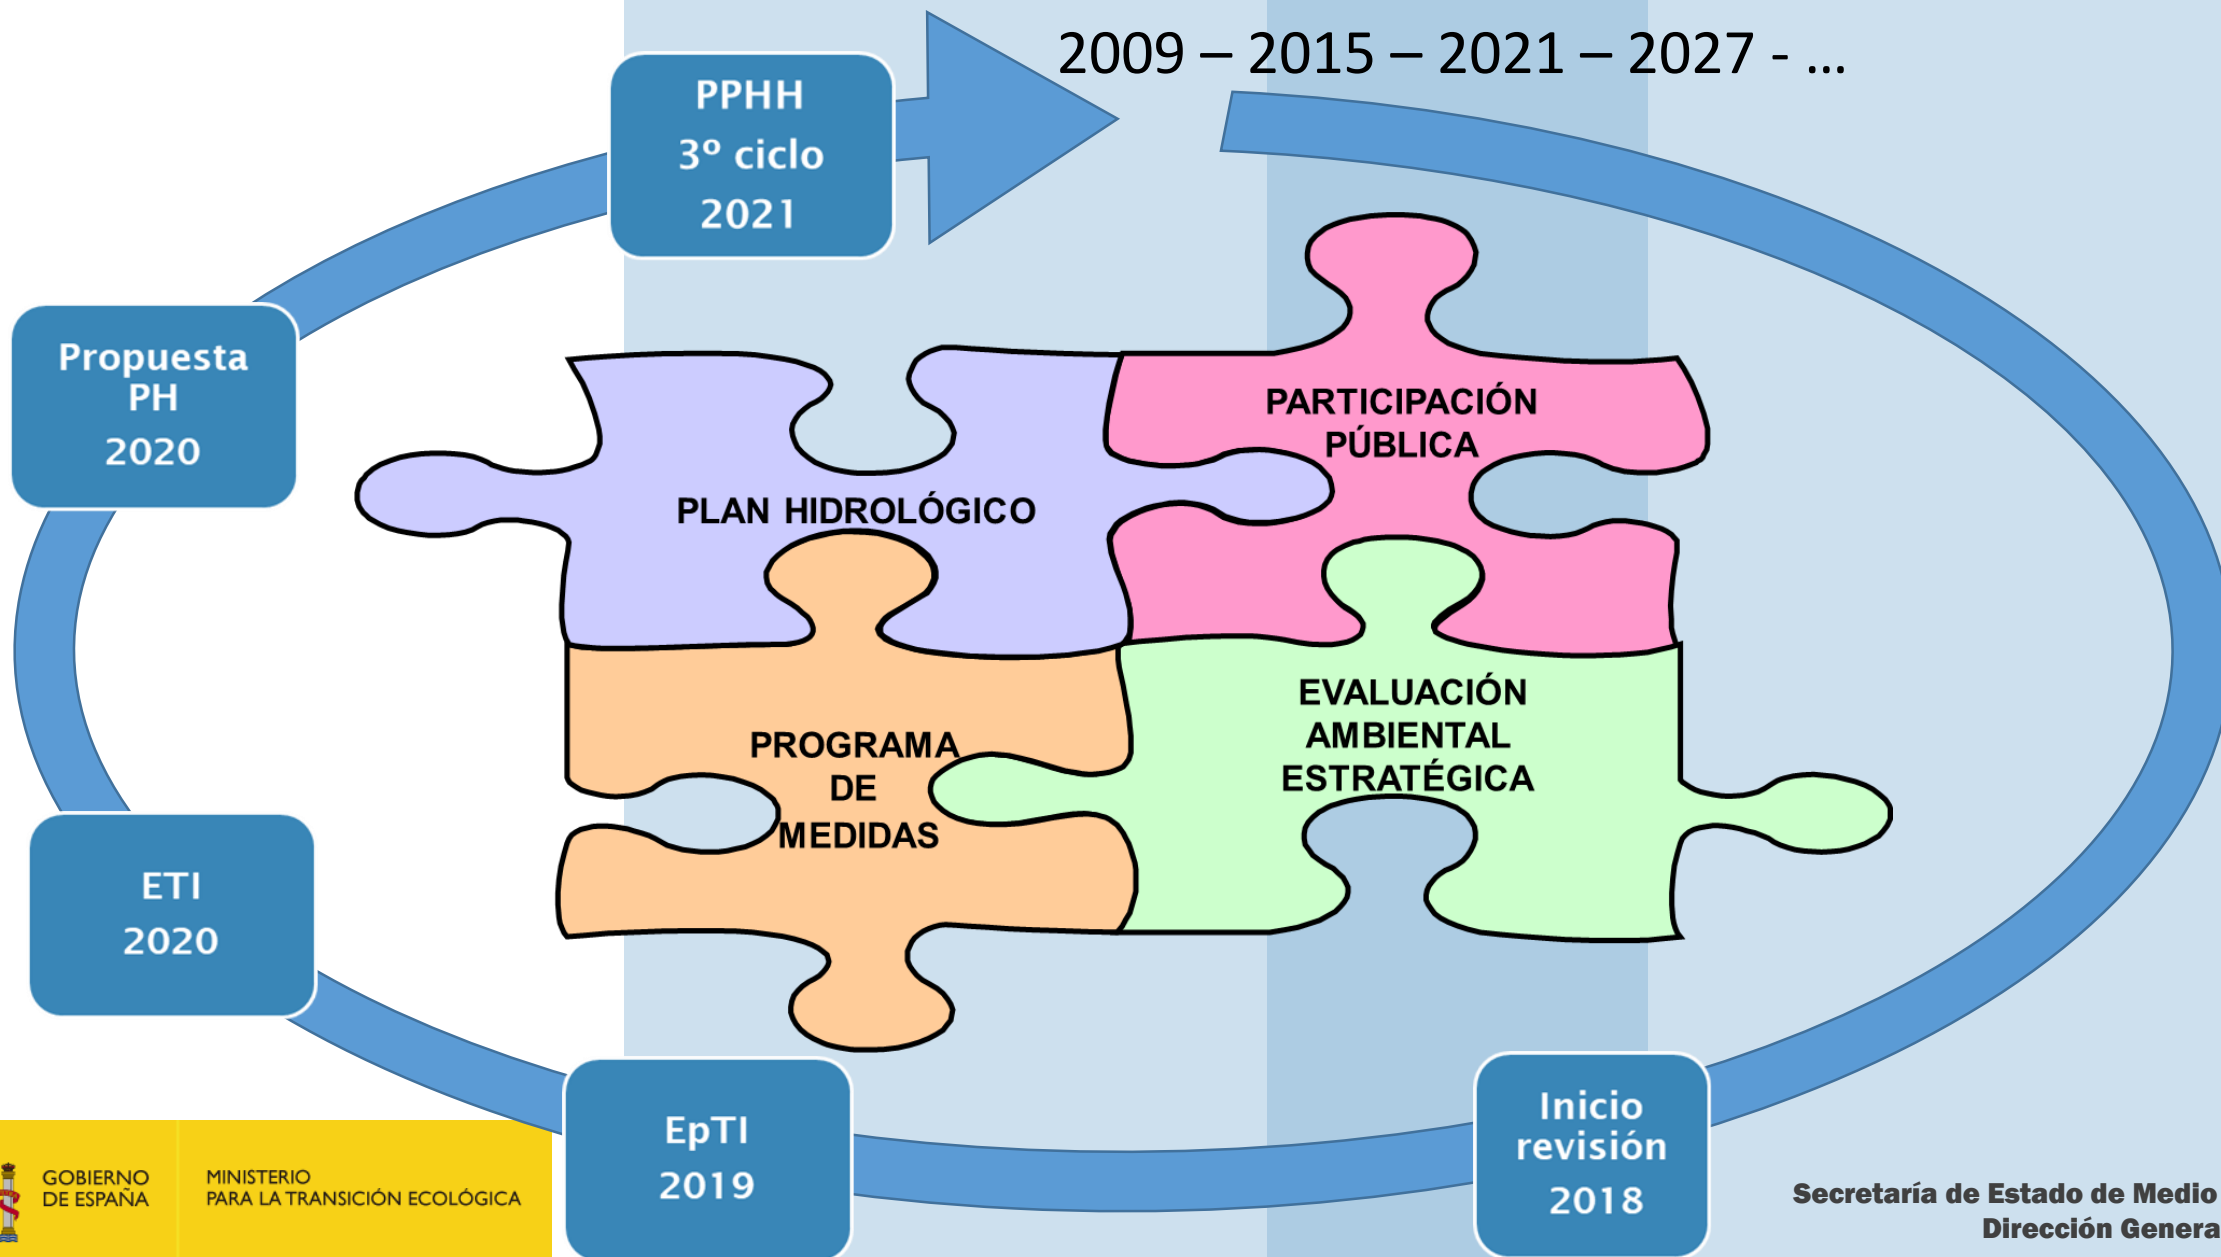 2009 – 2015 – 2021 – 2027 - ...
PPHH
3º ciclo
2021
Propuesta
PH
2020
PARTICIPACIÓN
PÚBLICA
PLAN HIDROLÓGICO
EVALUACIÓN
AMBIENTAL
ESTRATÉGICA
PROGRAMA
DE
MEDIDAS
ETI
2020
EpTI
2019
Inicio
revisión
2018
GOBIERNO
DE ESPAÑA
MINISTERIO
PARA LA TRANSICIÓN ECOLÓGICA
Secretaría de Estado de Medio
Dirección Genera